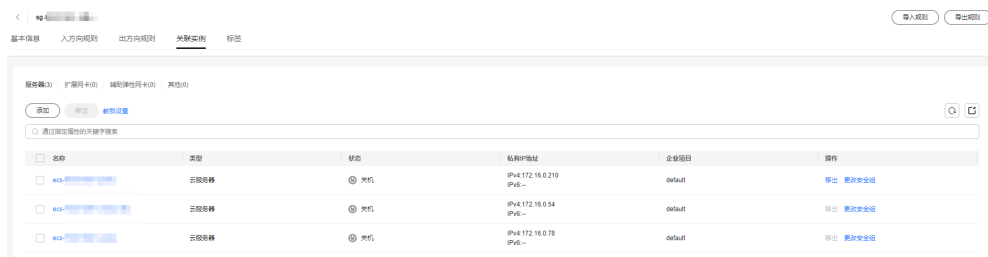 sg-
导入规则 导出规则
基本信息 入方向规则 出方向规则 关联实例 标签
服务器(3) 扩展网卡(0) 辅助弹性网卡(0) 其他(0)
添加 移出 教我设置
通过指定属性的关键字搜索
名称 类型 状态 私有IP地址 企业项目 操作
ecs- 云服务器 关机 IPv4:172.16.0.210 default 移出 更改安全组
IPv6:--
ecs- 云服务器 关机 IPv4:172.16.0.54 default 移出 更改安全组
IPv6:--
ecs- 云服务器 关机 IPv4:172.16.0.78 default 移出 更改安全组
IPv6:--